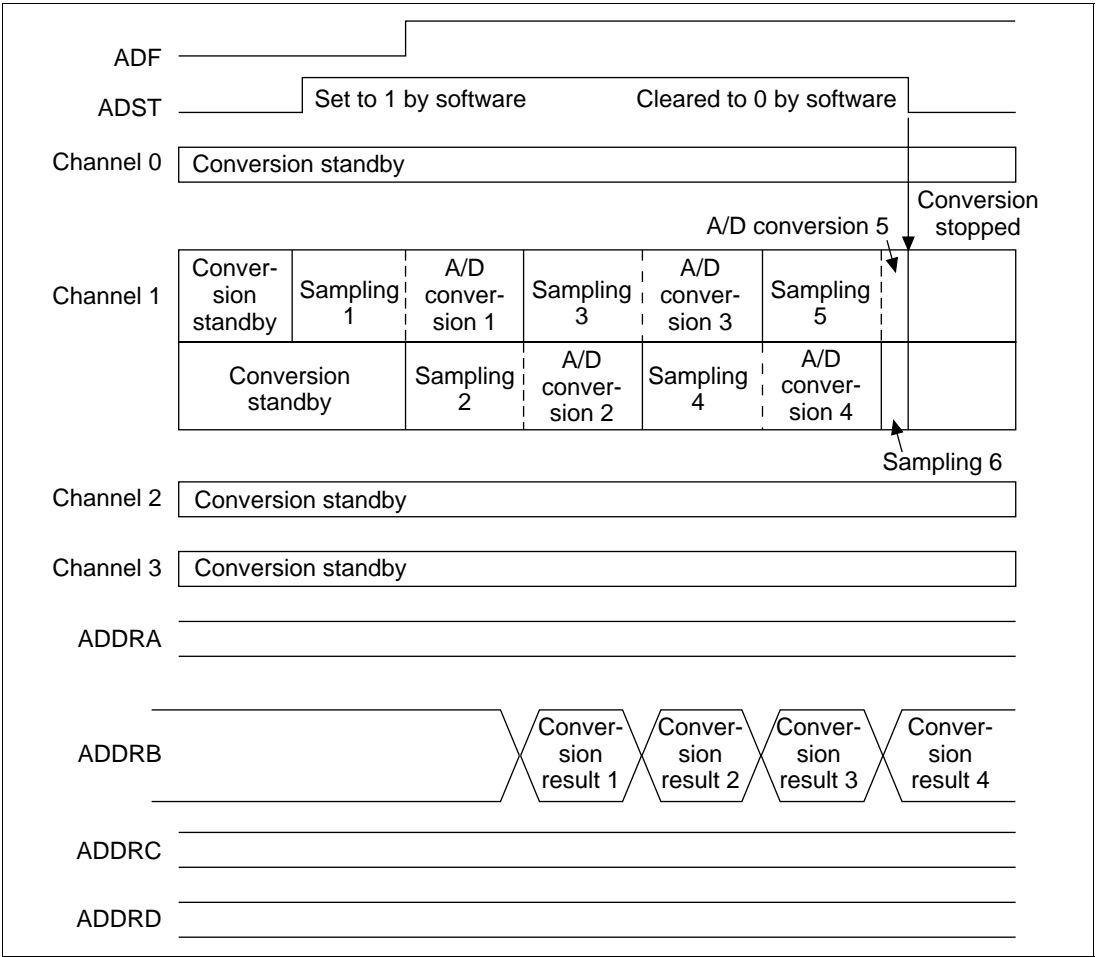 ADF
ADST
Set to 1 by software
Cleared to 0 by software
Channel 0
Conversion standby
Conversion
stopped
A/D conversion 5
Channel 1
Conver-
sion
standby
Sampling
1
A/D
conver-
sion 1
Sampling
3
A/D
conver-
sion 3
Sampling
5
Conversion
standby
Sampling
2
A/D
conver-
sion 2
Sampling
4
A/D
conver-
sion 4
Sampling 6
Channel 2
Conversion standby
Channel 3
Conversion standby
ADDRA
ADDRB
Conver-
sion
result 1
Conver-
sion
result 2
Conver-
sion
result 3
Conver-
sion
result 4
ADDRC
ADDRD